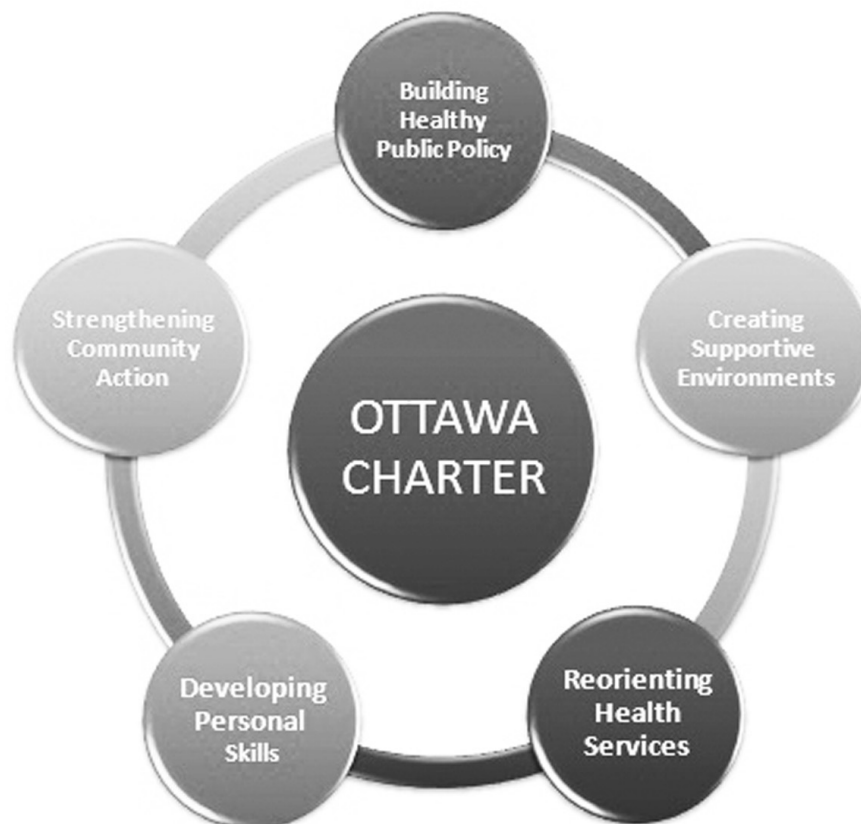 Building
Healthy
Public Policy
Creating
Supportive
Environments
Reorienting
Health
Services
Developing
Personal
Skills
Strengthening
Community
Action
OTTAWA
CHARTER